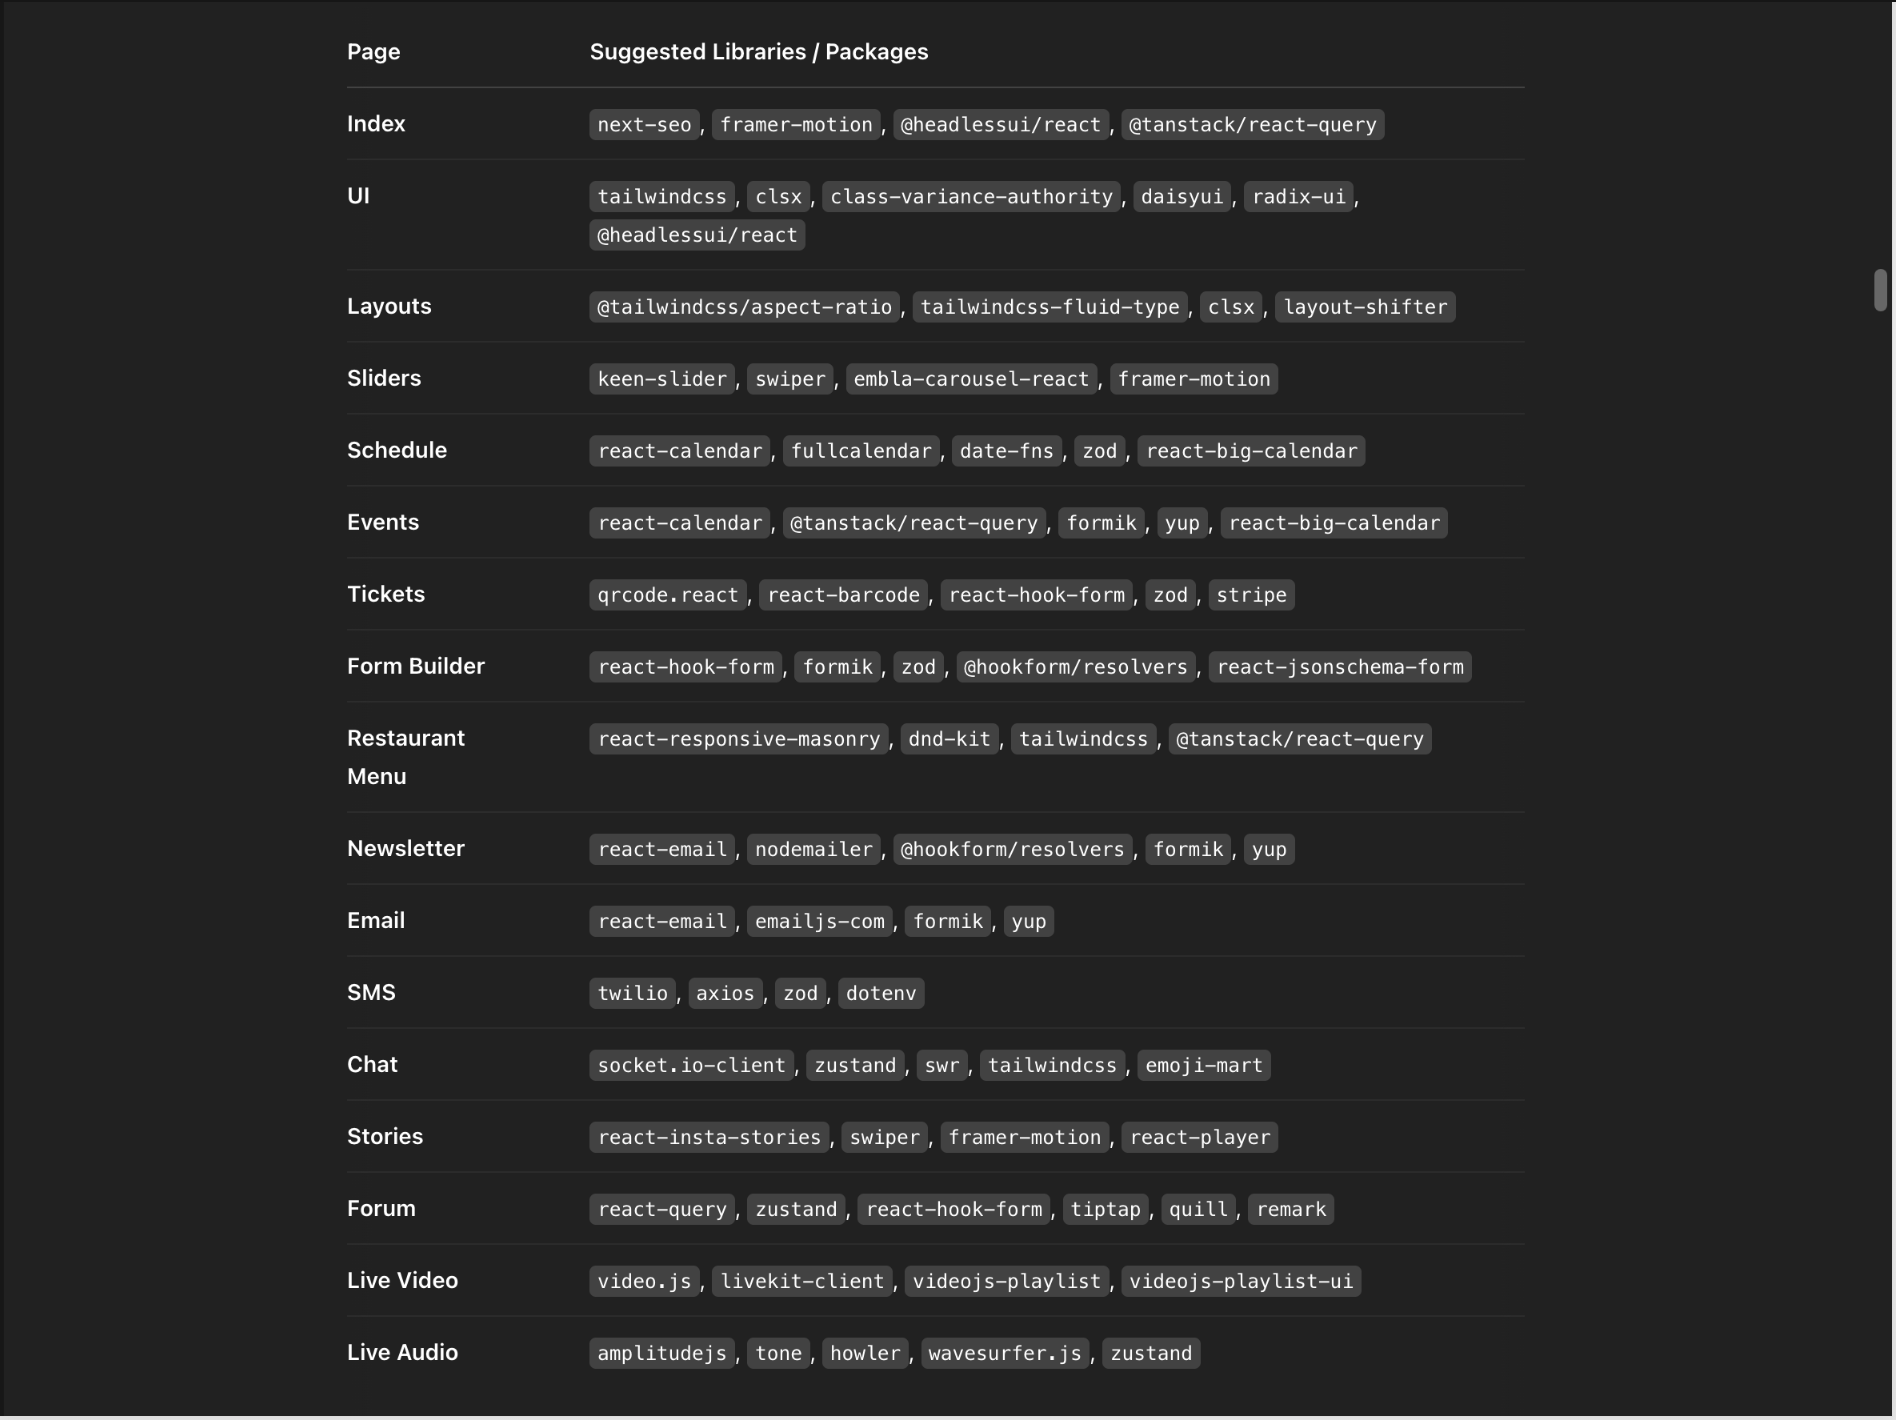 Page Suggested Libraries / Packages
Index next-seo, framer-motion, @headlessui/react, @tanstack/react-query
UI tailwindcss, clsx, class-variance-authority, daisyui, radix-ui,
@headlessui/react
Layouts @tailwindcss/aspect-ratio, tailwindcss-fluid-type, clsx, layout-shifter
Sliders keen-slider, swiper, embla-carousel-react, framer-motion
Schedule react-calendar, fullcalendar, date-fns, zod, react-big-calendar
Events react-calendar, @tanstack/react-query, formik, yup, react-big-calendar
Tickets qrcode.react, react-barcode, react-hook-form, zod, stripe
Form Builder react-hook-form, formik, zod, @hookform/resolvers, react-jsonschema-form
Restaurant react-responsive-masonry, dnd-kit, tailwindcss, @tanstack/react-query
Menu
Newsletter react-email, nodemailer, @hookform/resolvers, formik, yup
Email react-email, emailjs-com, formik, yup
SMS twilio, axios, zod, dotenv
Chat socket.io-client, zustand, swr, tailwindcss, emoji-mart
Stories react-insta-stories, swiper, framer-motion, react-player
Forum react-query, zustand, react-hook-form, tiptap, quill, remark
Live Video video.js, livekit-client, videojs-playlist, videojs-playlist-ui
Live Audio amplitudejs, tone, howler, wavesurfer.js, zustand